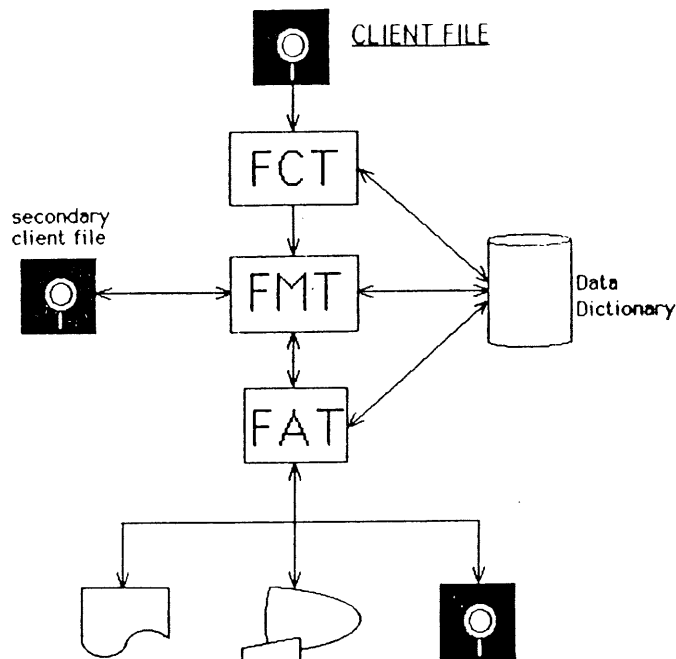 CLIENT FILE
FCT
secondary
client file
FMT
Data
Dictionary
FAT